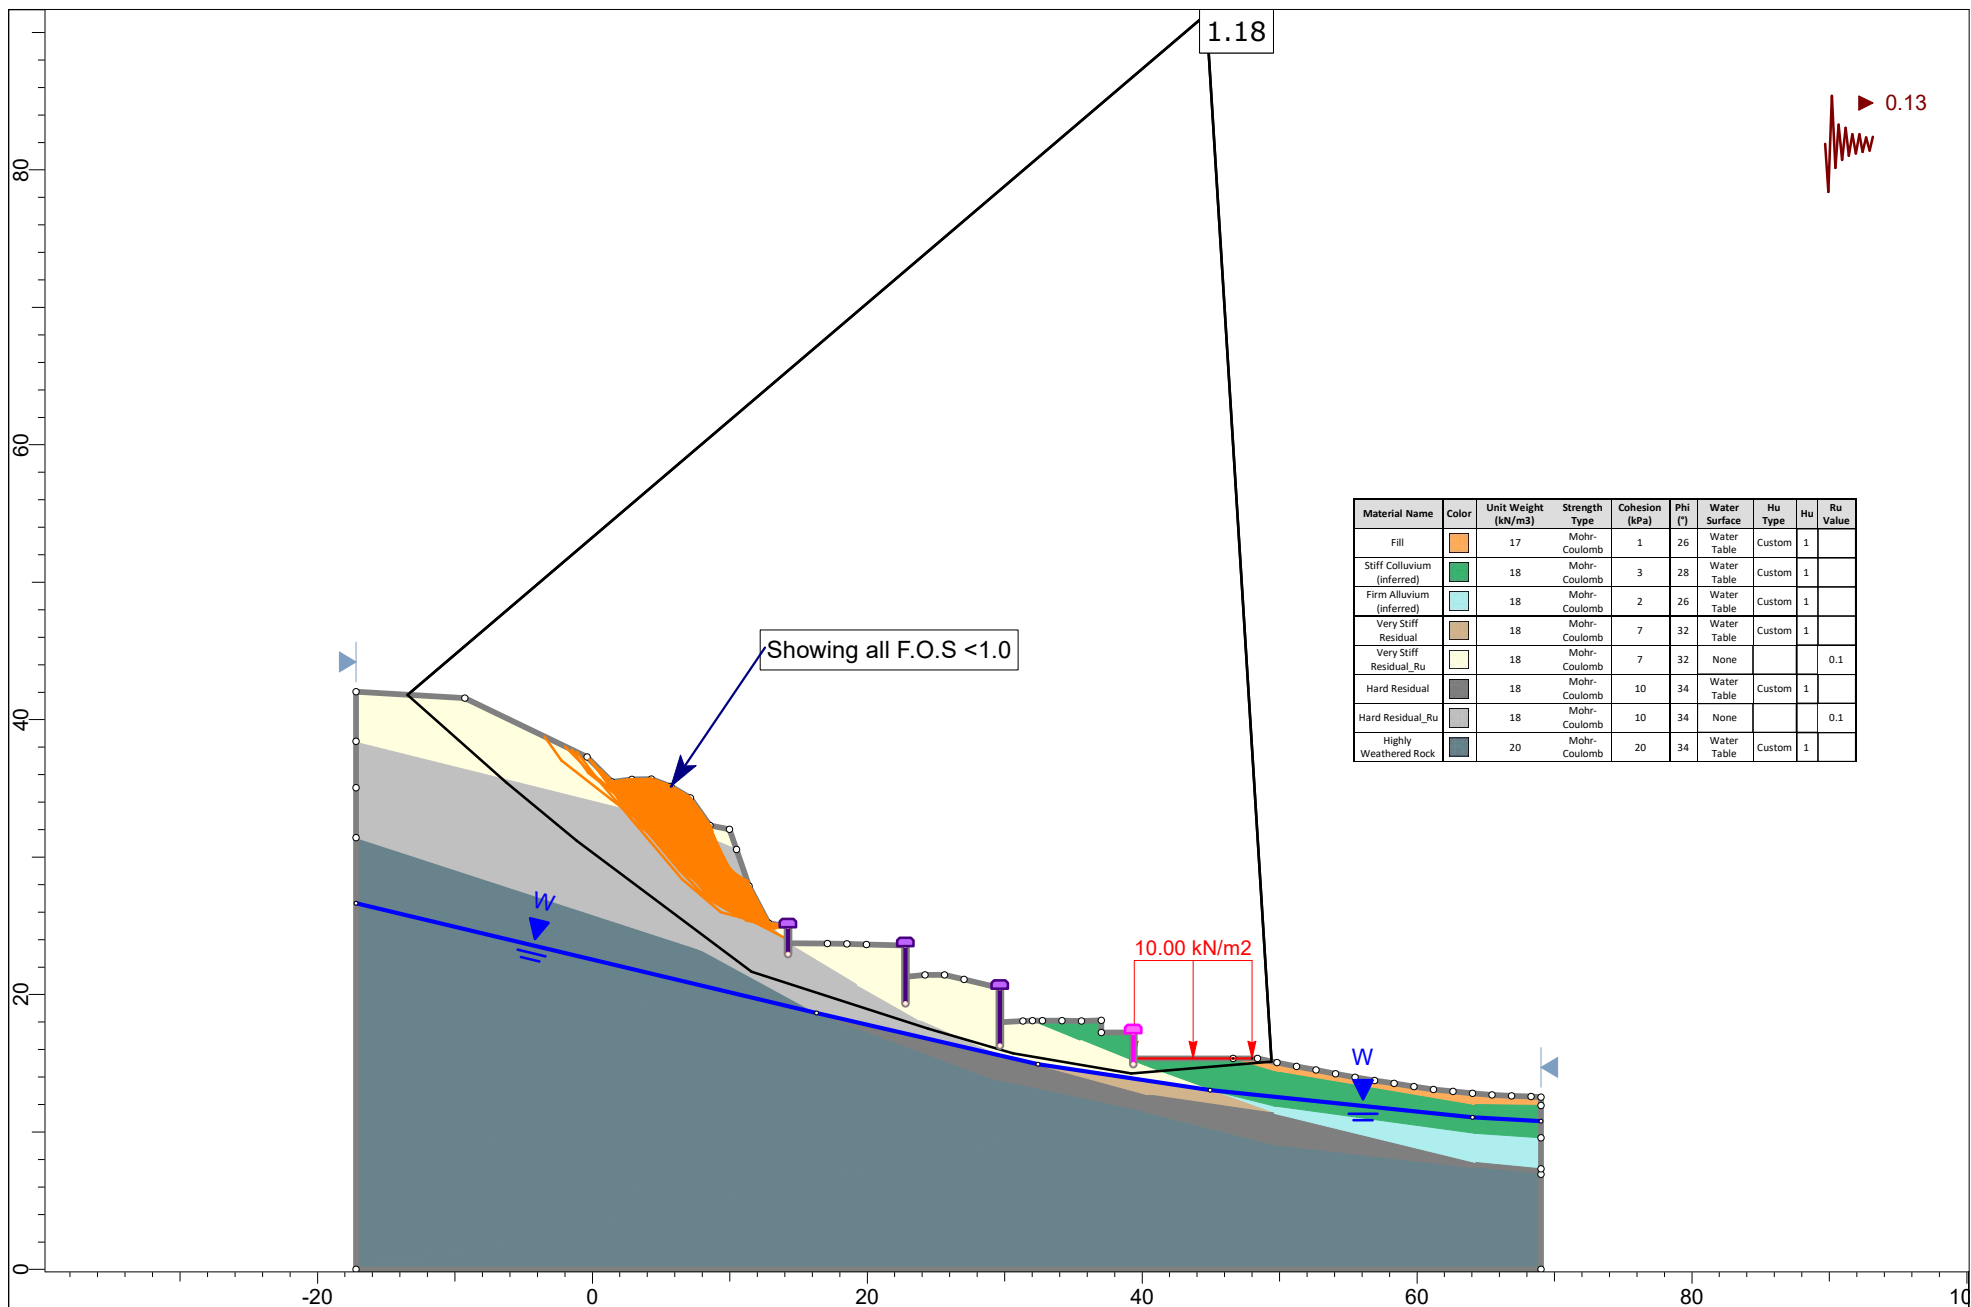 1.18
0.13
80
60
40
20
0
Showing all F.O.S <1.0
10.00 kN/m2
W
W
Material Name Color Unit Weight (kN/m3) Strength Type Cohesion (kPa) Phi (°) Water Surface Hu Type Hu Ru Value
Fill 17 Mohr-Coulomb 1 26 Water Table Custom 1
Stiff Colluvium (inferred) 18 Mohr-Coulomb 3 28 Water Table Custom 1
Firm Alluvium (inferred) 18 Mohr-Coulomb 2 26 Water Table Custom 1
Very Stiff Residual 18 Mohr-Coulomb 7 32 Water Table Custom 1
Very Stiff Residual_Ru 18 Mohr-Coulomb 7 32 None 0.1
Hard Residual 18 Mohr-Coulomb 10 34 Water Table Custom 1
Hard Residual_Ru 18 Mohr-Coulomb 10 34 None 0.1
Highly Weathered Rock 20 Mohr-Coulomb 20 34 Water Table Custom 1
-20 0 20 40 60 80